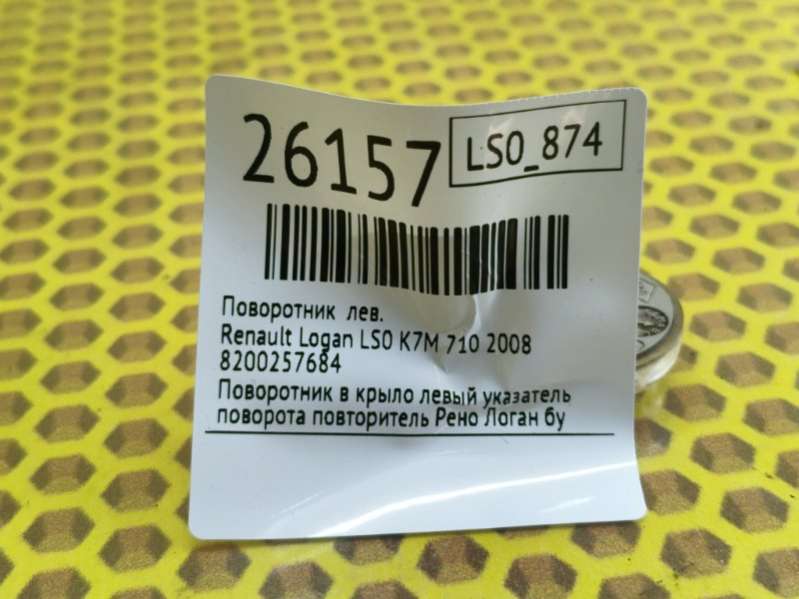 26157
LS0_874
Поворотник лев.
Renault Logan LS0 K7M 710 2008
8200257684
Поворотник в крыло левый указатель
поворота повторитель Рено Логан бу